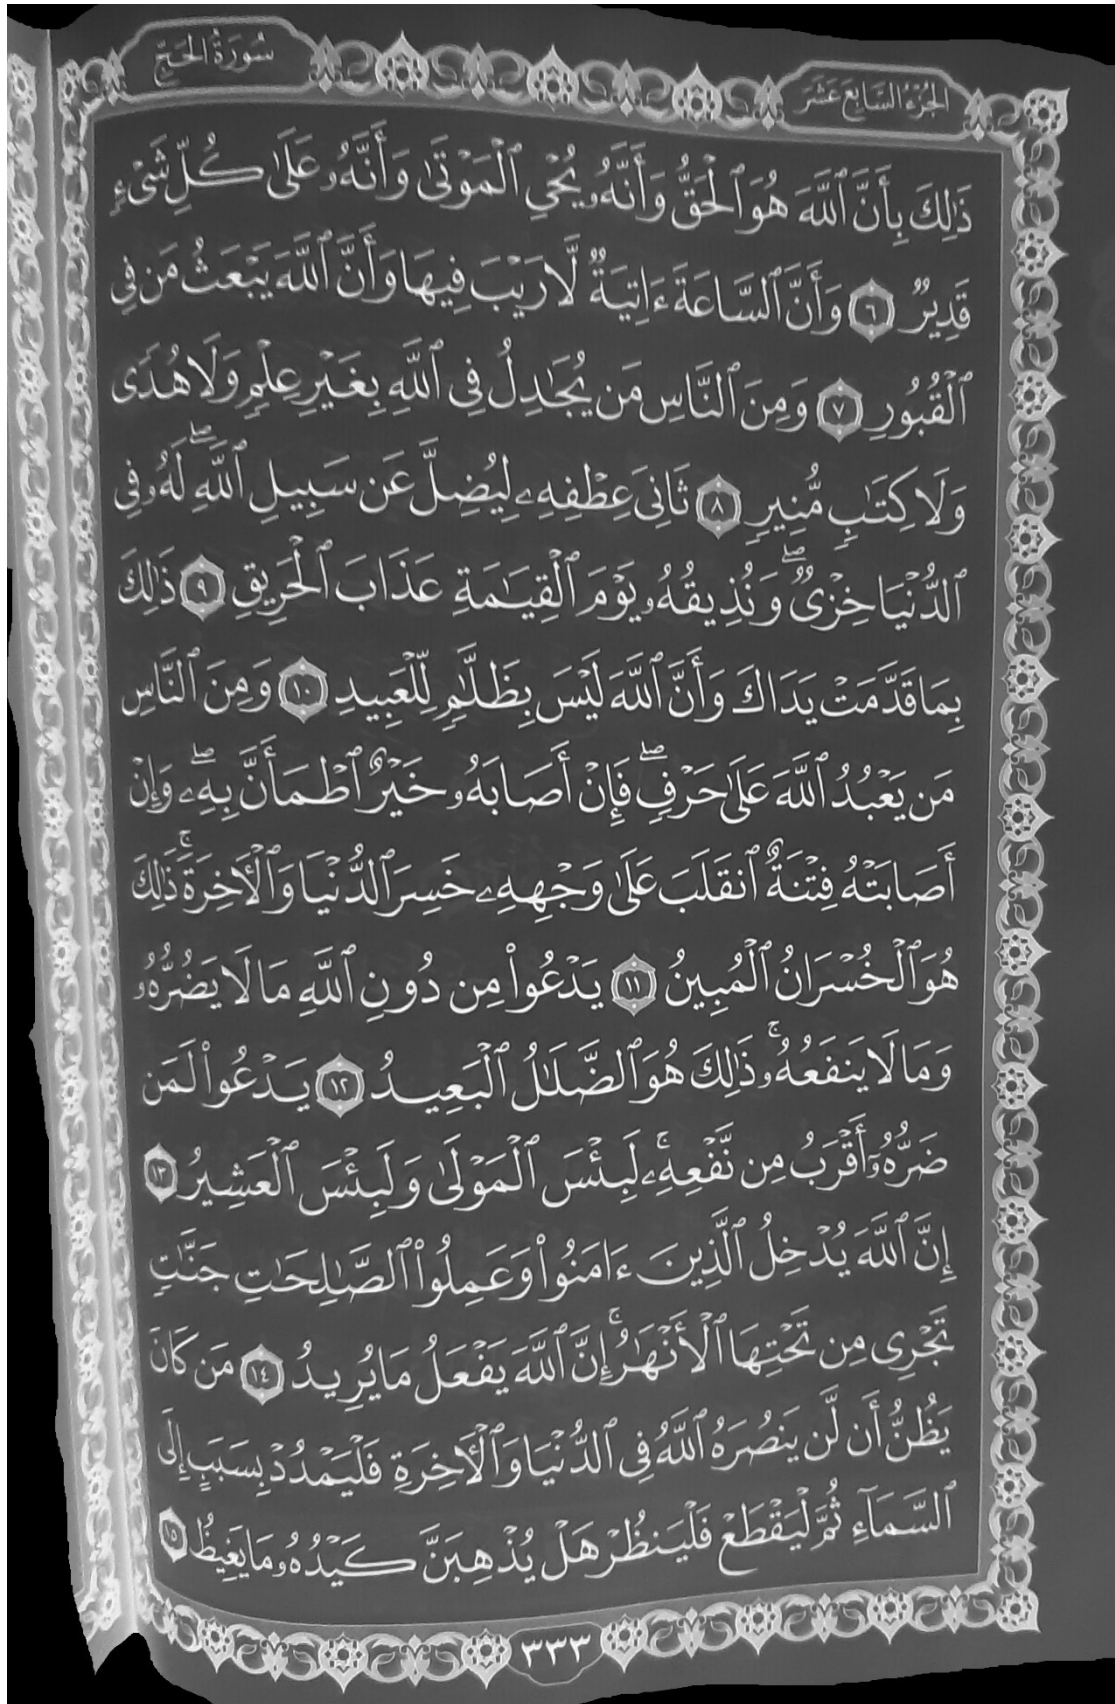 الجزء السابع عشر
سورة الحج
ذَٰلِكَ بِأَنَّ ٱللَّهَ هُوَ ٱلْحَقُّ وَأَنَّهُۥ يُحْىِ ٱلْمَوْتَىٰ وَأَنَّهُۥ عَلَىٰ كُلِّ شَىْءٍ
قَدِيرٌ ٦ وَأَنَّ ٱلسَّاعَةَ ءَاتِيَةٌ لَّا رَيْبَ فِيهَا وَأَنَّ ٱللَّهَ يَبْعَثُ مَن فِى
ٱلْقُبُورِ ٧ وَمِنَ ٱلنَّاسِ مَن يُجَٰدِلُ فِى ٱللَّهِ بِغَيْرِ عِلْمٍ وَلَا هُدًى
وَلَا كِتَٰبٍ مُّنِيرٍ ٨ ثَانِىَ عِطْفِهِۦ لِيُضِلَّ عَن سَبِيلِ ٱللَّهِ ۖ لَهُۥ فِى
ٱلدُّنْيَا خِزْىٌ ۖ وَنُذِيقُهُۥ يَوْمَ ٱلْقِيَٰمَةِ عَذَابَ ٱلْحَرِيقِ ٩ ذَٰلِكَ
بِمَا قَدَّمَتْ يَدَاكَ وَأَنَّ ٱللَّهَ لَيْسَ بِظَلَّٰمٍ لِّلْعَبِيدِ ١٠ وَمِنَ ٱلنَّاسِ
مَن يَعْبُدُ ٱللَّهَ عَلَىٰ حَرْفٍ ۖ فَإِنْ أَصَابَهُۥ خَيْرٌ ٱطْمَأَنَّ بِهِۦ ۖ وَإِنْ
أَصَابَتْهُ فِتْنَةٌ ٱنقَلَبَ عَلَىٰ وَجْهِهِۦ خَسِرَ ٱلدُّنْيَا وَٱلْءَاخِرَةَ ۚ ذَٰلِكَ
هُوَ ٱلْخُسْرَانُ ٱلْمُبِينُ ١١ يَدْعُوا۟ مِن دُونِ ٱللَّهِ مَا لَا يَضُرُّهُۥ
وَمَا لَا يَنفَعُهُۥ ۚ ذَٰلِكَ هُوَ ٱلضَّلَٰلُ ٱلْبَعِيدُ ١٢ يَدْعُوا۟ لَمَن
ضَرُّهُۥٓ أَقْرَبُ مِن نَّفْعِهِۦ ۚ لَبِئْسَ ٱلْمَوْلَىٰ وَلَبِئْسَ ٱلْعَشِيرُ ١٣
إِنَّ ٱللَّهَ يُدْخِلُ ٱلَّذِينَ ءَامَنُوا۟ وَعَمِلُوا۟ ٱلصَّٰلِحَٰتِ جَنَّٰتٍ
تَجْرِى مِن تَحْتِهَا ٱلْأَنْهَٰرُ ۚ إِنَّ ٱللَّهَ يَفْعَلُ مَا يُرِيدُ ١٤ مَن كَانَ
يَظُنُّ أَن لَّن يَنصُرَهُ ٱللَّهُ فِى ٱلدُّنْيَا وَٱلْءَاخِرَةِ فَلْيَمْدُدْ بِسَبَبٍ إِلَى
ٱلسَّمَآءِ ثُمَّ لْيَقْطَعْ فَلْيَنظُرْ هَلْ يُذْهِبَنَّ كَيْدُهُۥ مَا يَغِيظُ ١٥
٣٣٣